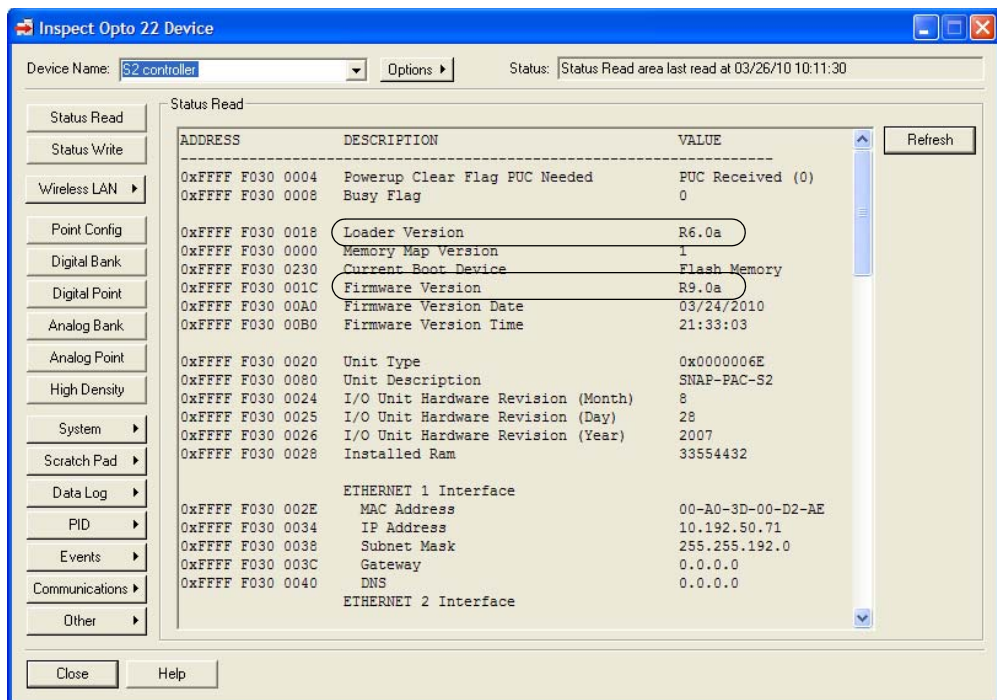 Inspect Opto 22 Device
Device Name: S2 controller Options Status: Status Read area last read at 03/26/10 10:11:30
Status Read
Status Write
Wireless LAN
Point Config
Digital Bank
Digital Point
Analog Bank
Analog Point
High Density
System
Scratch Pad
Data Log
PID
Events
Communications
Other
Status Read
ADDRESS DESCRIPTION VALUE
--------------------------------------------------------------------------
0xFFFF F030 0004 Powerup Clear Flag PUC Needed PUC Received (0)
0xFFFF F030 0008 Busy Flag 0
0xFFFF F030 0018 Loader Version R6.0a
0xFFFF F030 0000 Memory Map Version 1
0xFFFF F030 0230 Current Boot Device Flash Memory
0xFFFF F030 001C Firmware Version R9.0a
0xFFFF F030 00A0 Firmware Version Date 03/24/2010
0xFFFF F030 00B0 Firmware Version Time 21:33:03
0xFFFF F030 0020 Unit Type 0x0000006E
0xFFFF F030 0080 Unit Description SNAP-PAC-S2
0xFFFF F030 0024 I/O Unit Hardware Revision (Month) 8
0xFFFF F030 0025 I/O Unit Hardware Revision (Day) 28
0xFFFF F030 0026 I/O Unit Hardware Revision (Year) 2007
0xFFFF F030 0028 Installed Ram 33554432
ETHERNET 1 Interface
0xFFFF F030 002E MAC Address 00-A0-3D-00-D2-AE
0xFFFF F030 0034 IP Address 10.192.50.71
0xFFFF F030 0038 Subnet Mask 255.255.192.0
0xFFFF F030 003C Gateway 0.0.0.0
0xFFFF F030 0040 DNS 0.0.0.0
ETHERNET 2 Interface
Refresh
Close Help